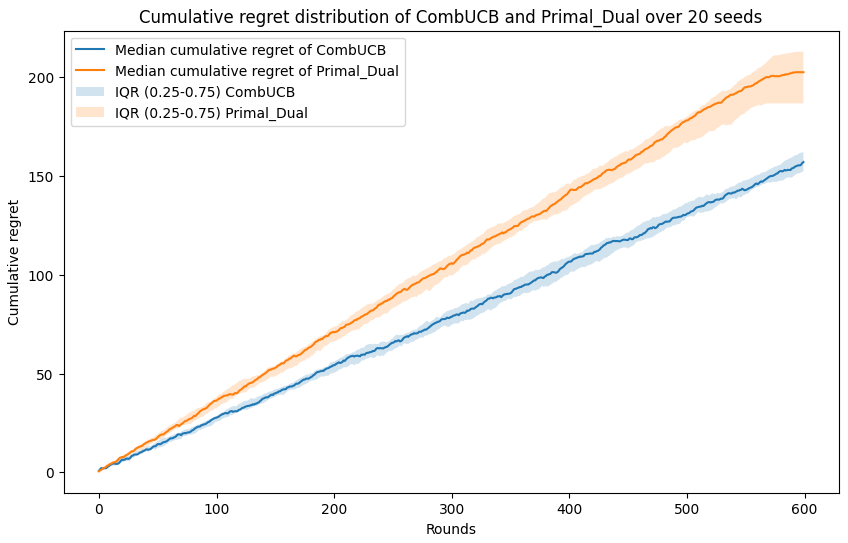 Cumulative regret distribution of CombUCB and Primal_Dual over 20 seeds
Median cumulative regret of CombUCB
Median cumulative regret of Primal_Dual
IQR (0.25-0.75) CombUCB
IQR (0.25-0.75) Primal_Dual
200
150
100
50
0
Cumulative regret
0 100 200 300 400 500 600
Rounds